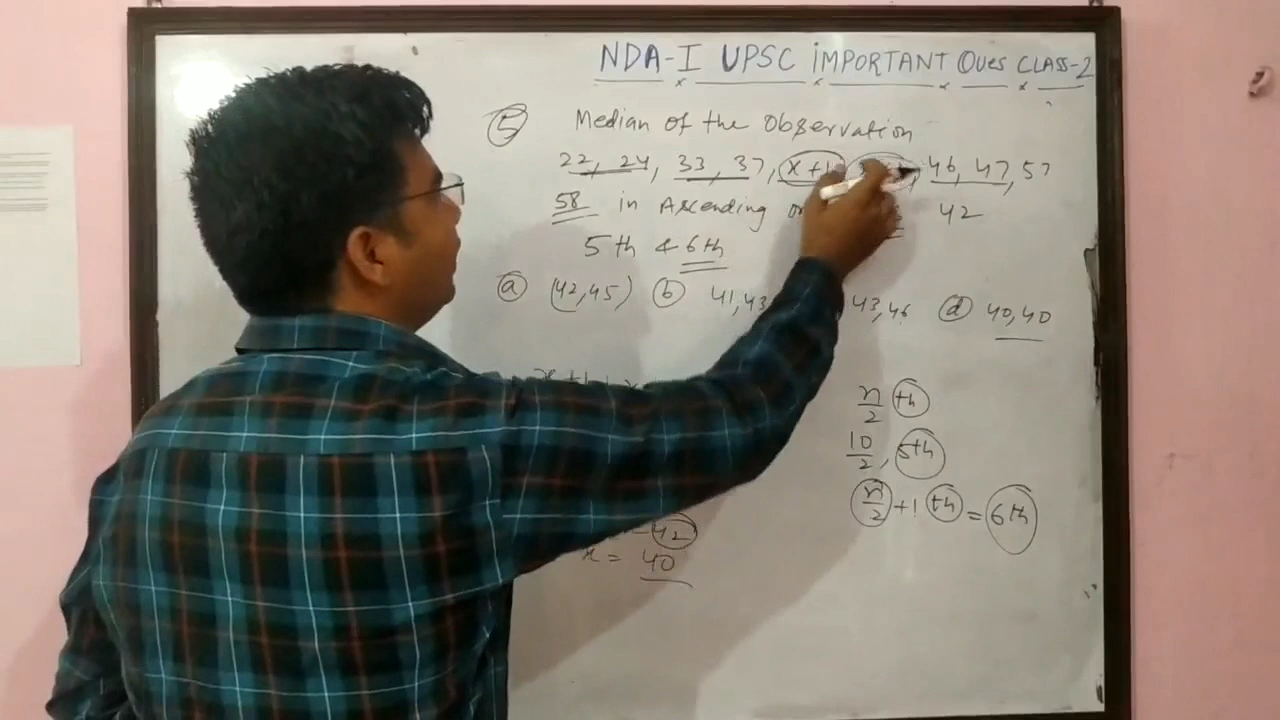 NDA-I UPSC IMPORTANT Ques CLASS-2
⑤ Median of the Observation
22, 24, 33, 37, x+1, 46, 47, 57
58 in Ascending 42
5th & 6th
ⓐ (42,45) ⓑ 41,43 43,46 ⓓ 40,40
x+1+x
n/2 th
10/2, 5th
n/2 +1 th = 6th
42
x = 40